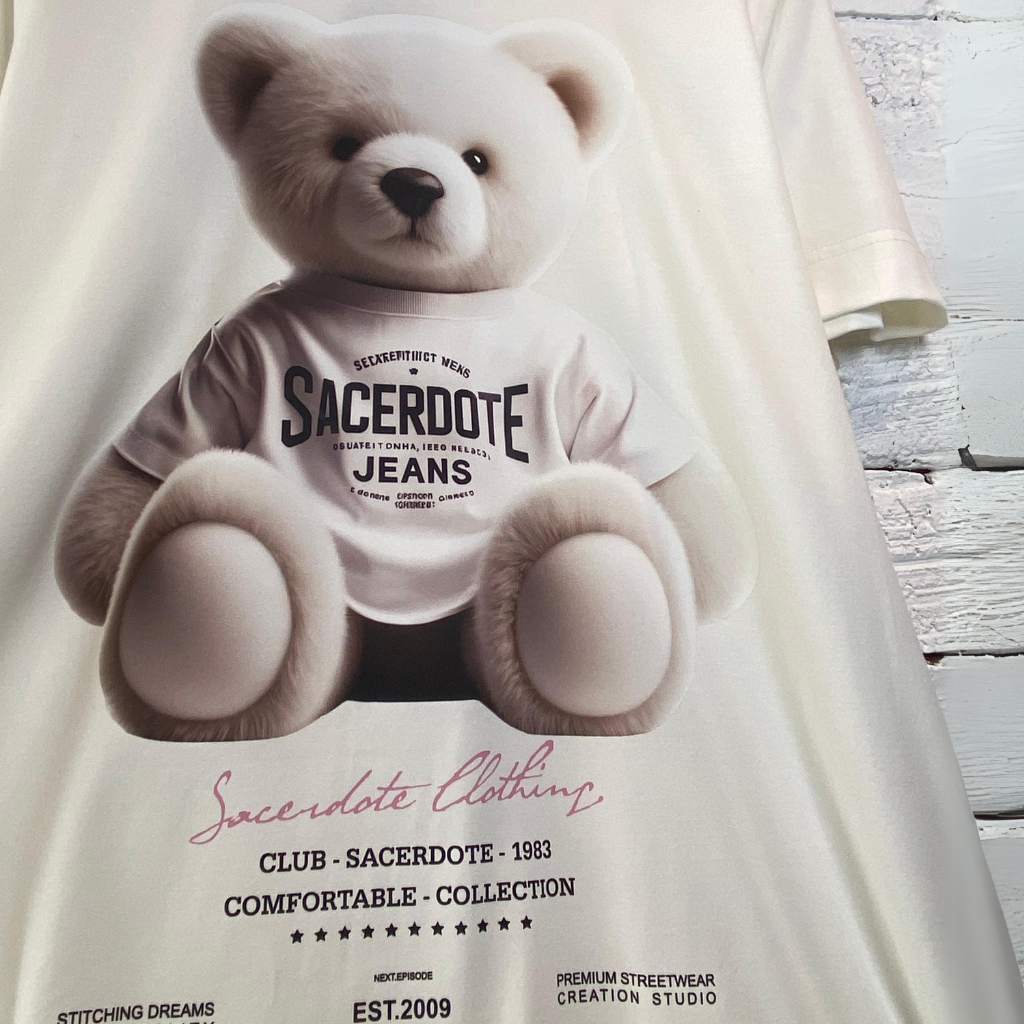 SACERDOTE
JEANS
Sacerdote Clothing
CLUB - SACERDOTE - 1983
COMFORTABLE - COLLECTION
NEXT.EPISODE
PREMIUM STREETWEAR
CREATION STUDIO
EST.2009
STITCHING DREAMS